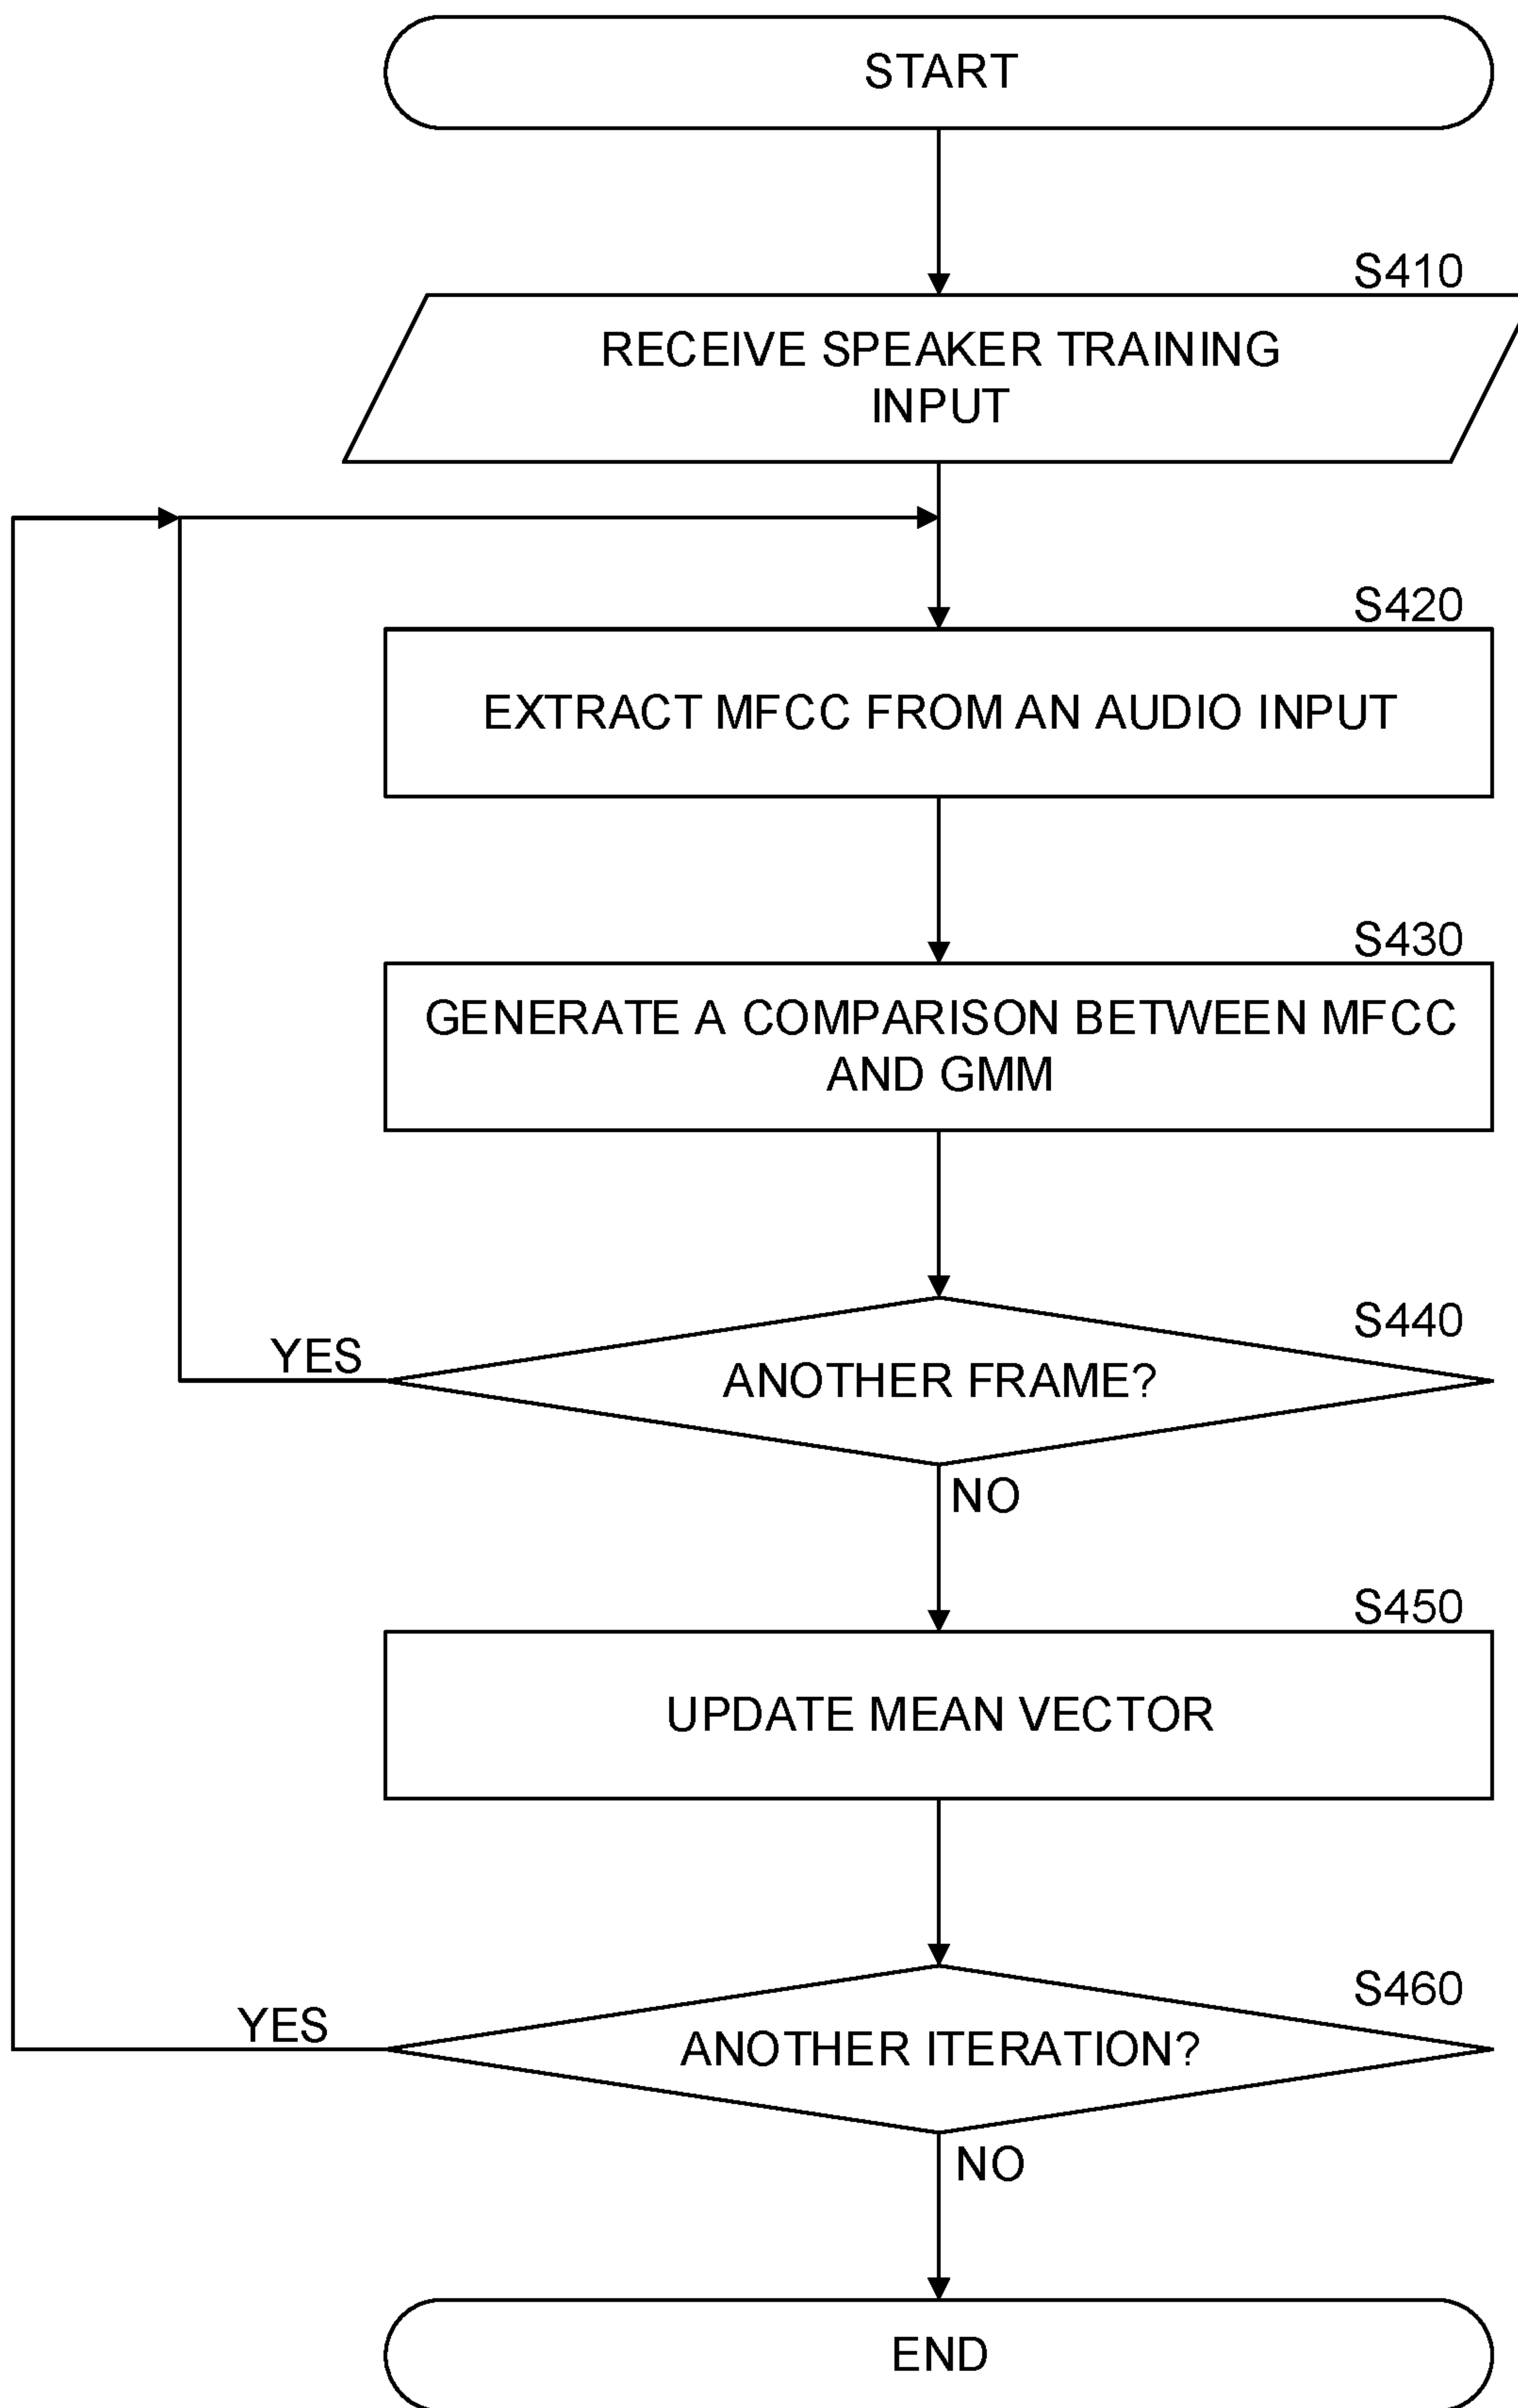 START
S410
RECEIVE SPEAKER TRAINING
INPUT
S420
EXTRACT MFCC FROM AN AUDIO INPUT
S430
GENERATE A COMPARISON BETWEEN MFCC
AND GMM
S440
YES
ANOTHER FRAME?
NO
S450
UPDATE MEAN VECTOR
S460
YES
ANOTHER ITERATION?
NO
END